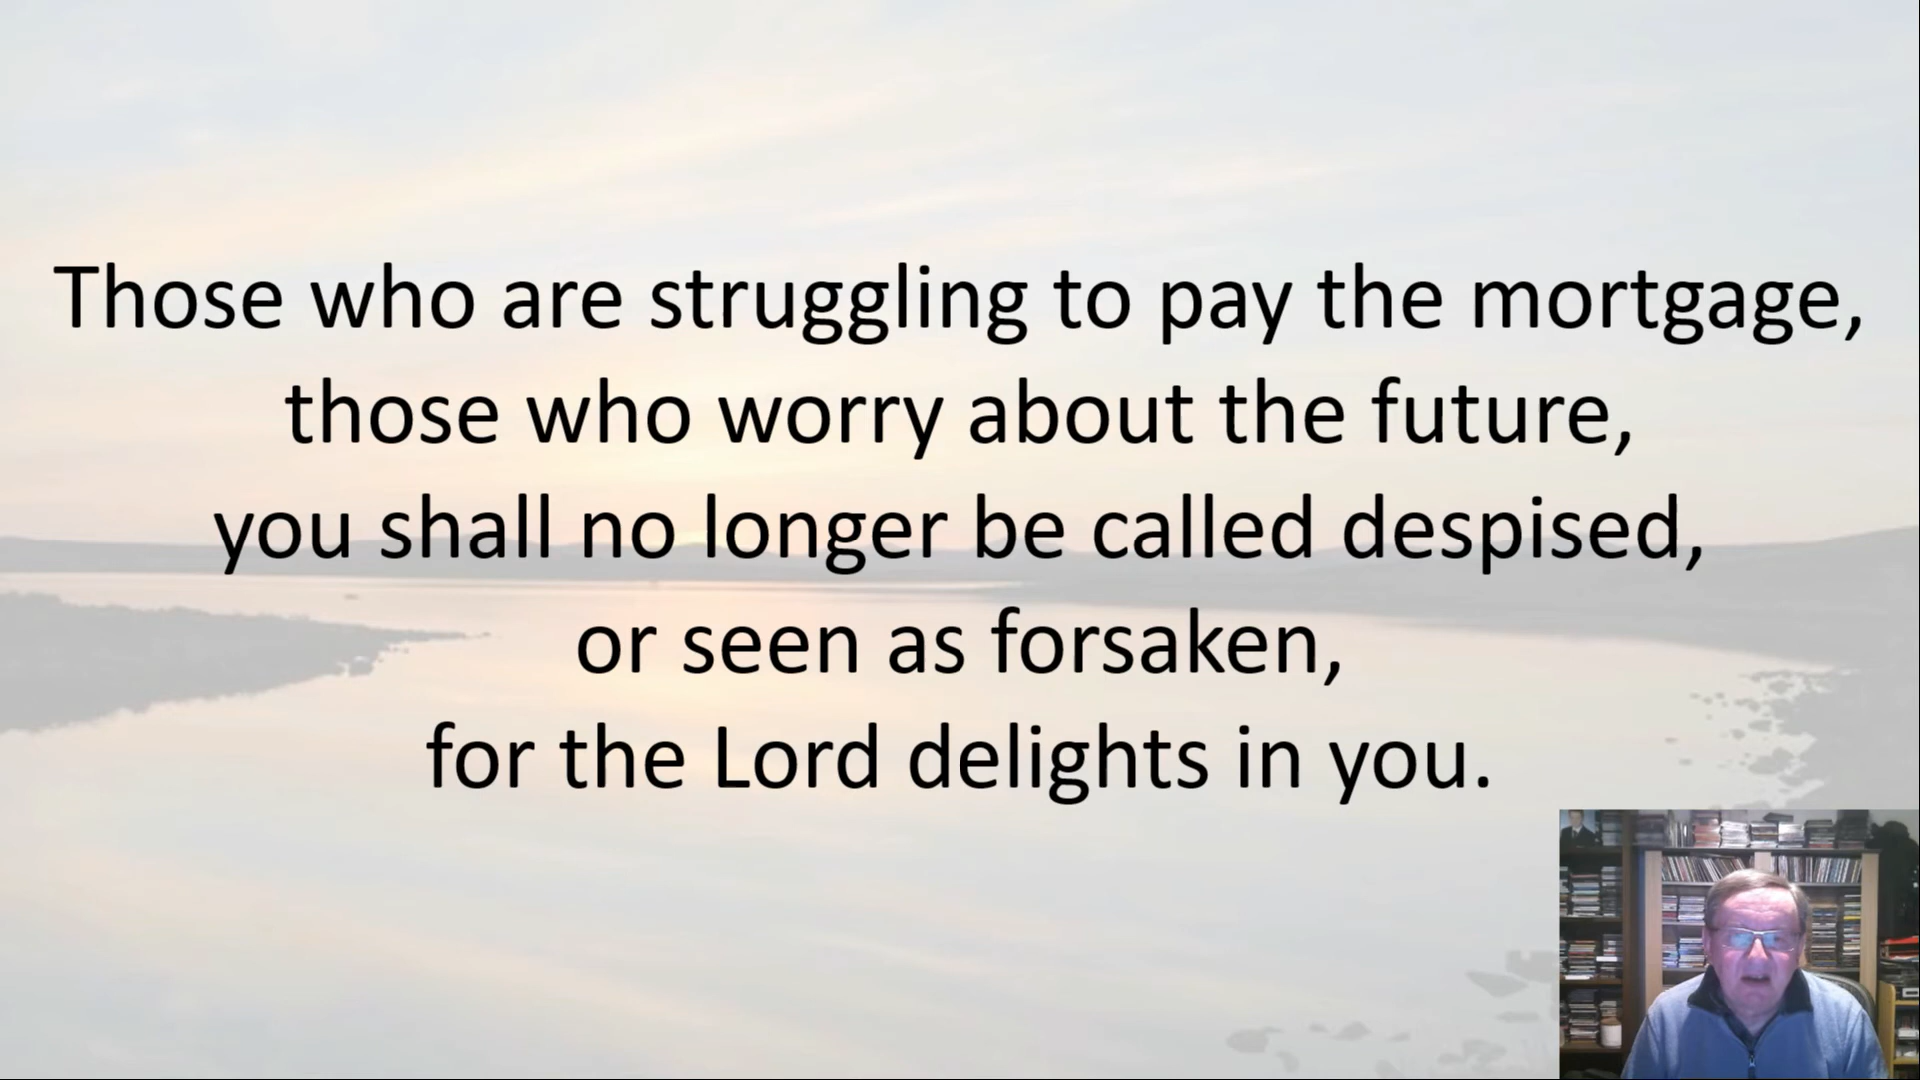 Those who are struggling to pay the mortgage,
those who worry about the future,
you shall no longer be called despised,
or seen as forsaken,
for the Lord delights in you.